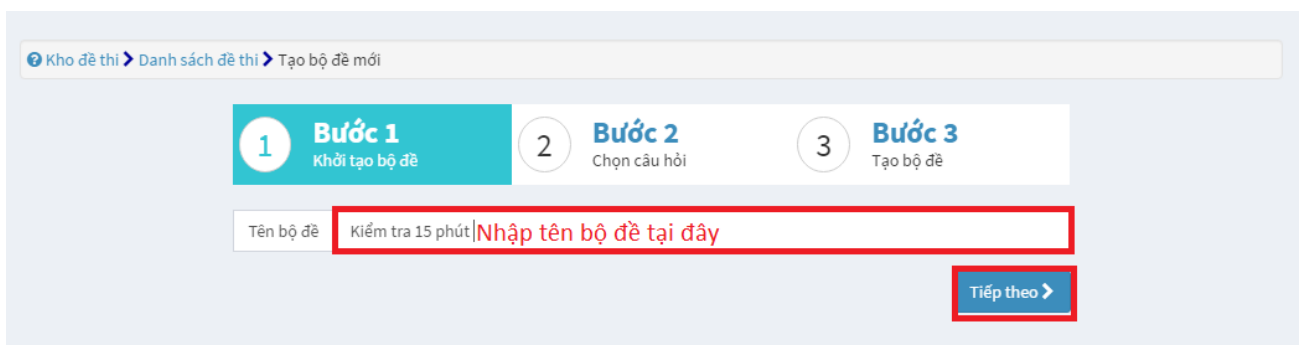 Kho đề thi Danh sách đề thi Tạo bộ đề mới
1 Bước 1
Khởi tạo bộ đề
2 Bước 2
Chọn câu hỏi
3 Bước 3
Tạo bộ đề
Tên bộ đề Kiểm tra 15 phút Nhập tên bộ đề tại đây
Tiếp theo